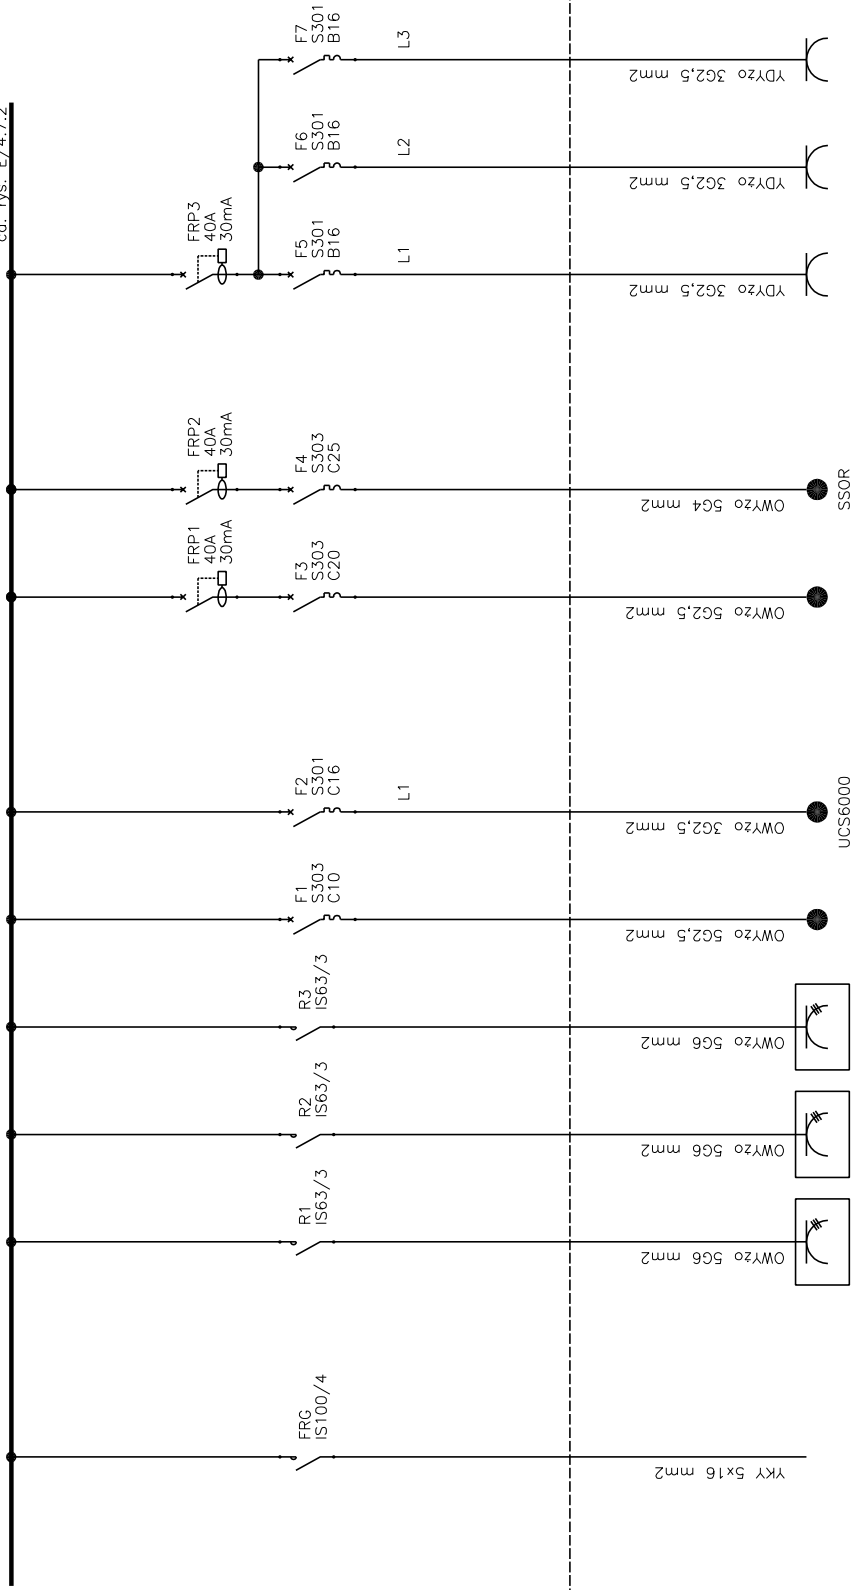 cd. rys. E/4.7.2
FRG
IS100/4
YKY 5x16 mm2
R1
IS63/3
OWYżo 5G6 mm2
R2
IS63/3
OWYżo 5G6 mm2
R3
IS63/3
OWYżo 5G6 mm2
F1
S303
C10
OWYżo 5G2,5 mm2
F2
S301
C16
L1
OWYżo 3G2,5 mm2
UCS6000
FRP1
40A
30mA
F3
S303
C20
OWYżo 5G2,5 mm2
FRP2
40A
30mA
F4
S303
C25
OWYżo 5G4 mm2
SSOR
FRP3
40A
30mA
F5
S301
B16
L1
YDYżo 3G2,5 mm2
F6
S301
B16
L2
YDYżo 3G2,5 mm2
F7
S301
B16
L3
YDYżo 3G2,5 mm2